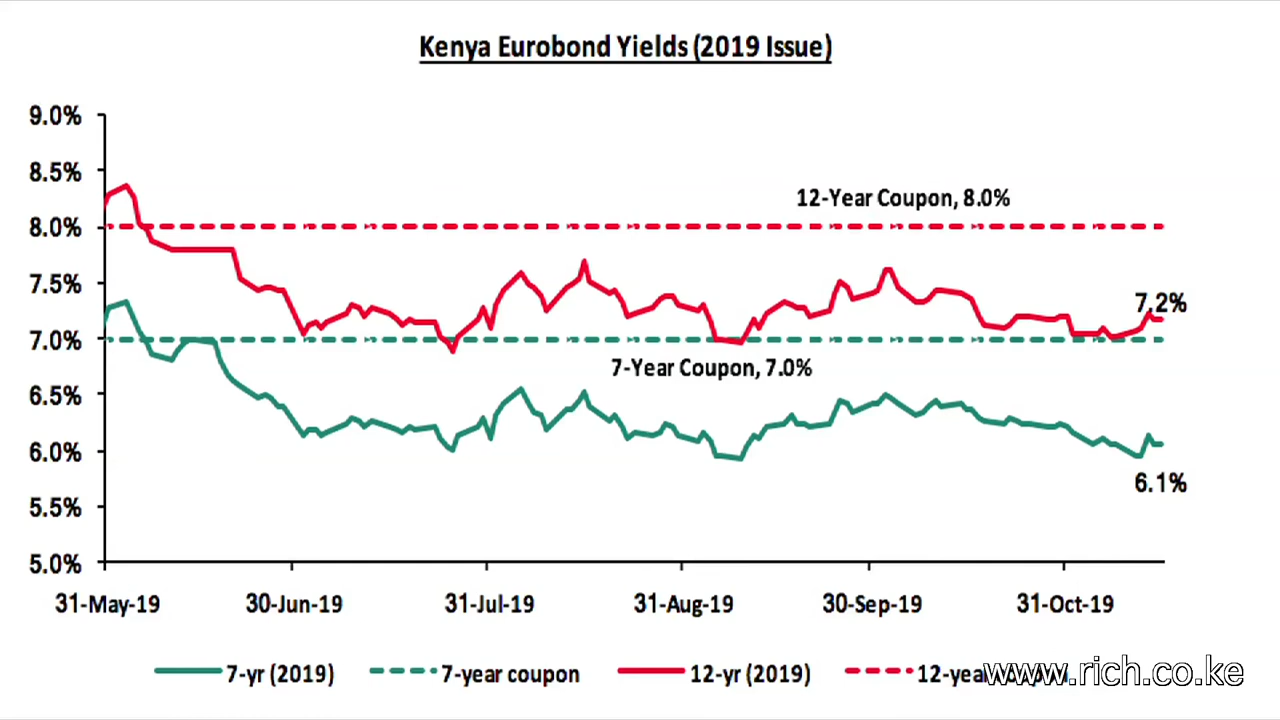 Kenya Eurobond Yields (2019 Issue)
9.0%
8.5%
12-Year Coupon, 8.0%
8.0%
7.5%
7.2%
7.0%
7-Year Coupon, 7.0%
6.5%
6.0%
6.1%
5.5%
5.0%
31-May-19 30-Jun-19 31-Jul-19 31-Aug-19 30-Sep-19 31-Oct-19
7-yr (2019) 7-year coupon 12-yr (2019) 12-year
www.rich.co.ke